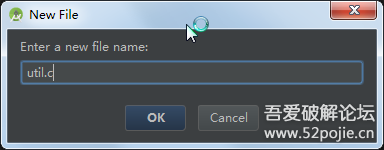 New File
Enter a new file name:
util.c
OK
Cancel
吾爱破解论坛
www.52pojie.cn